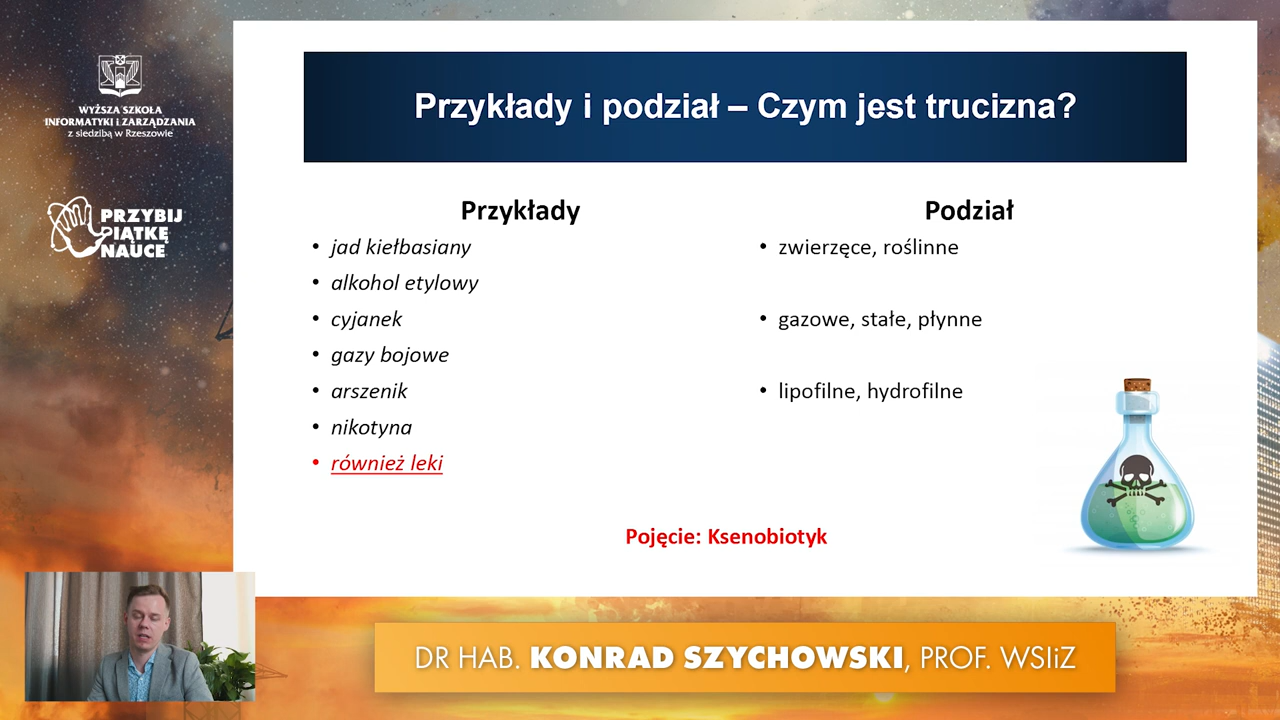 WYŻSZA SZKOŁA
INFORMATYKI i ZARZĄDZANIA
z siedzibą w Rzeszowie
PRZYBIJ
PIĄTKĘ
NAUCE
Przykłady i podział – Czym jest trucizna?
Przykłady
• jad kiełbasiany
• alkohol etylowy
• cyjanek
• gazy bojowe
• arszenik
• nikotyna
• również leki
Podział
• zwierzęce, roślinne
• gazowe, stałe, płynne
• lipofilne, hydrofilne
Pojęcie: Ksenobiotyk
DR HAB. KONRAD SZYCHOWSKI, PROF. WSIiZ